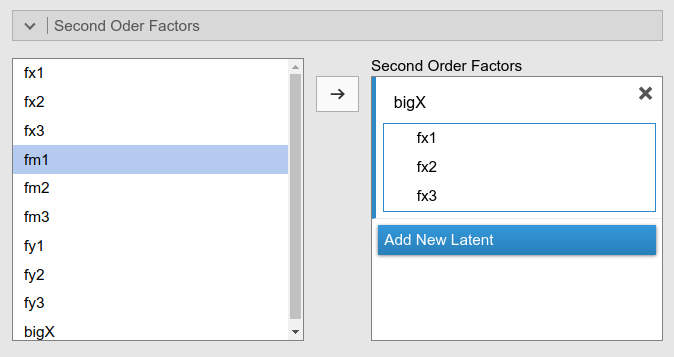 Second Oder Factors
fx1
fx2
fx3
fm1
fm2
fm3
fy1
fy2
fy3
bigX
Second Order Factors
bigX
fx1
fx2
fx3
Add New Latent